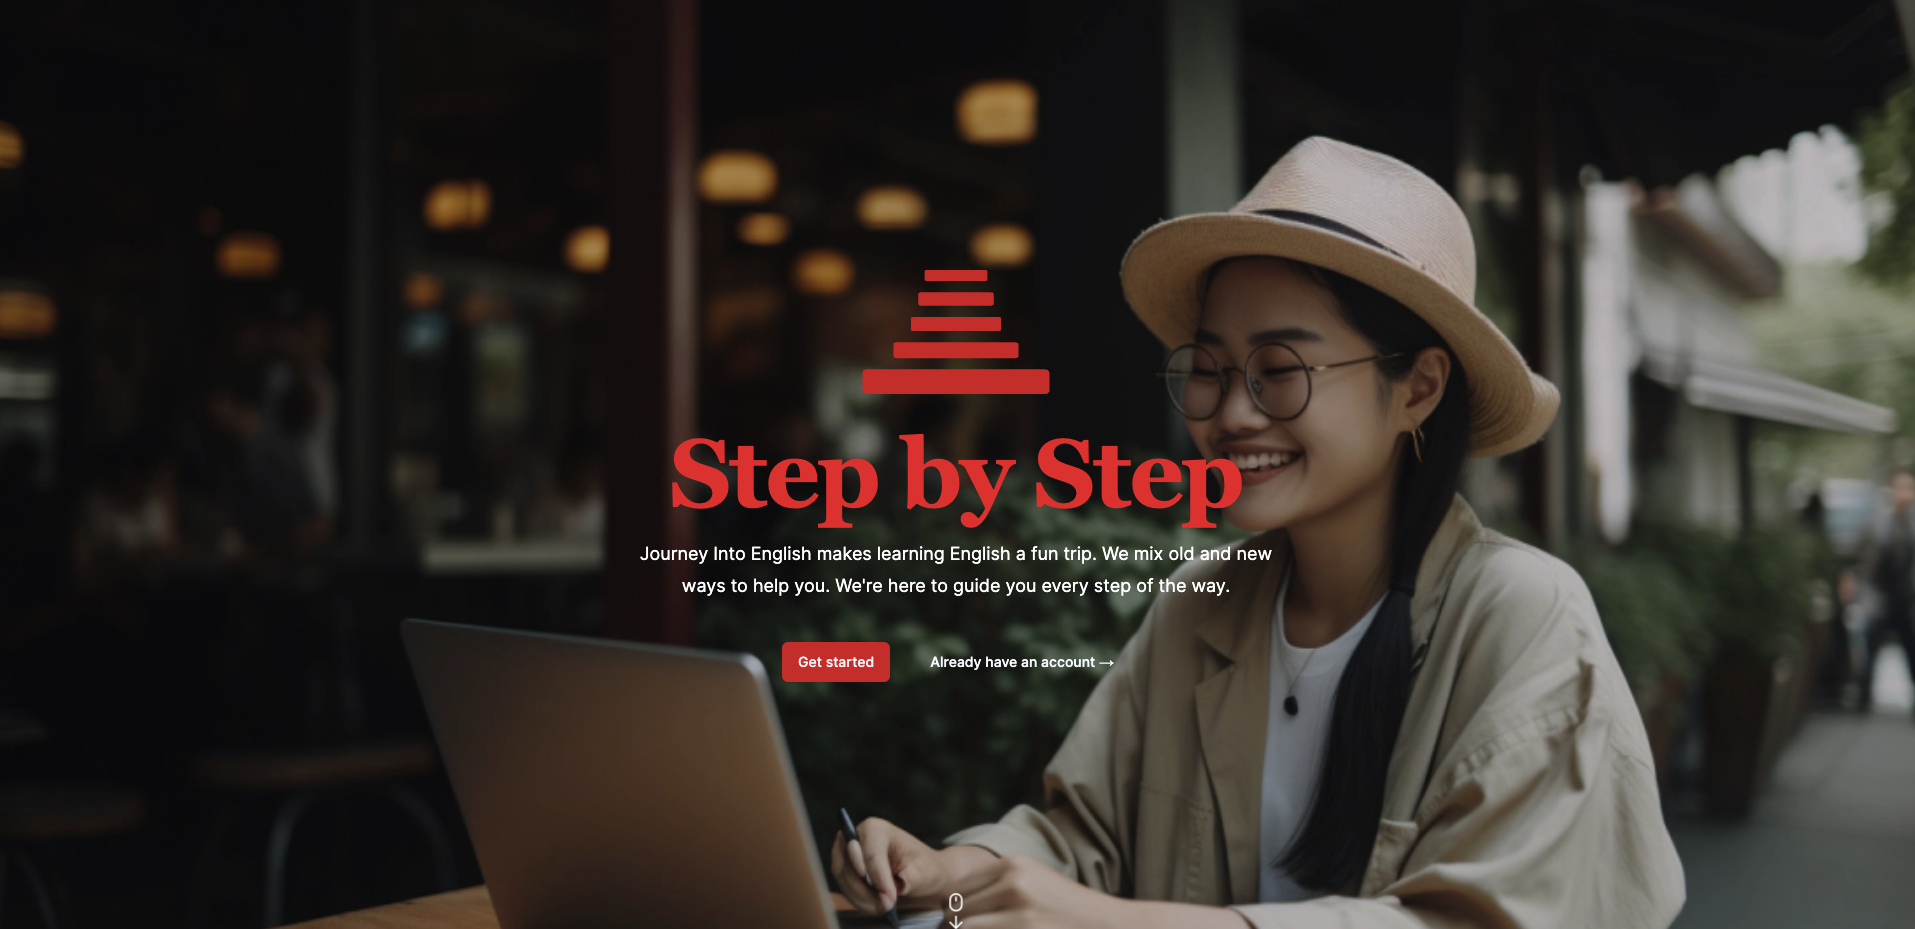 Step by Step
Journey Into English makes learning English a fun trip. We mix old and new
ways to help you. We're here to guide you every step of the way.
Get started
Already have an account →